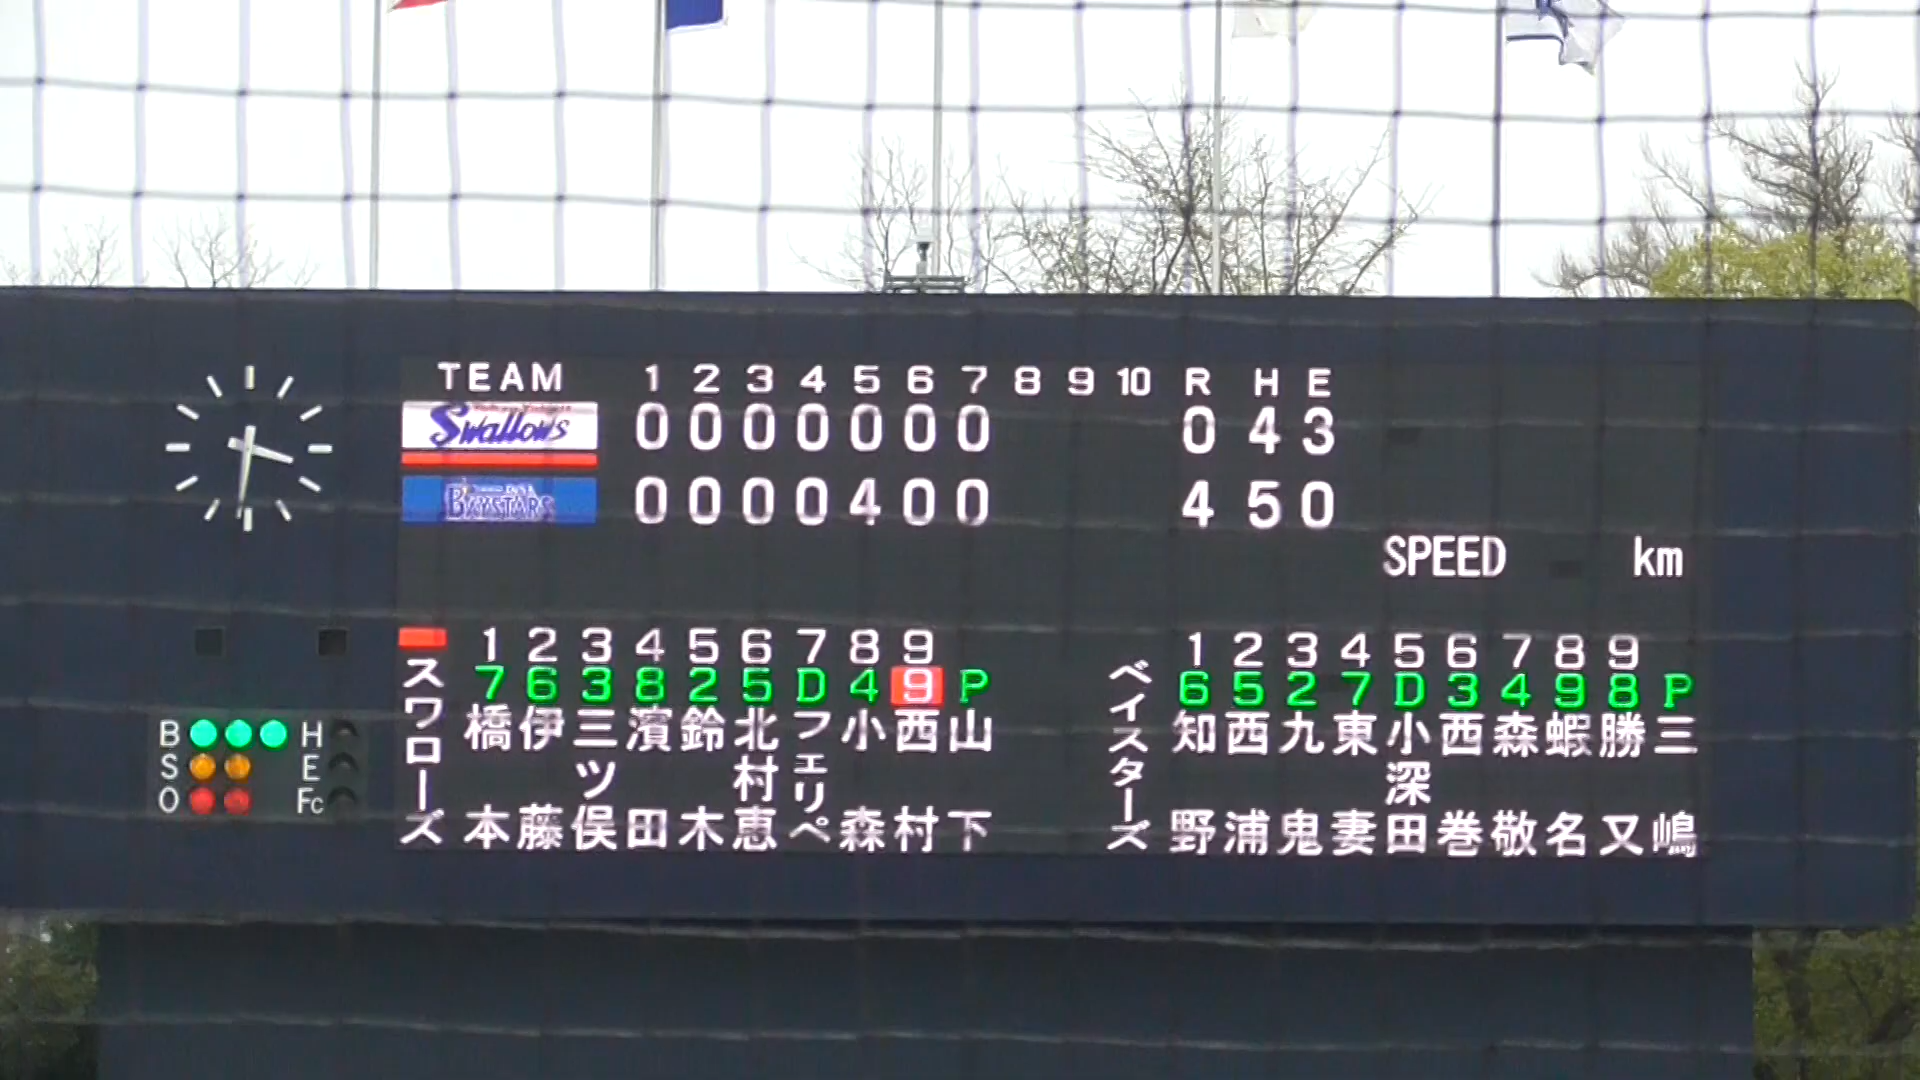 TEAM 1 2 3 4 5 6 7 8 9 10 R H E
Swallows 0 0 0 0 0 0 0 0 4 3
BAYSTARS 0 0 0 0 4 0 0 4 5 0
SPEED km
B H
S E
O Fc
スワローズ
1 2 3 4 5 6 7 8 9
7 6 3 8 2 5 D 4 9 P
橋本
伊藤
三ツ俣
濱田
鈴木
北村恵
フェリペ
小森
西村
山下
ベイスターズ
1 2 3 4 5 6 7 8 9
6 5 2 7 D 3 4 9 8 P
知野
西浦
九鬼
東妻
小深田
西巻
森敬
蝦名
勝又
三嶋